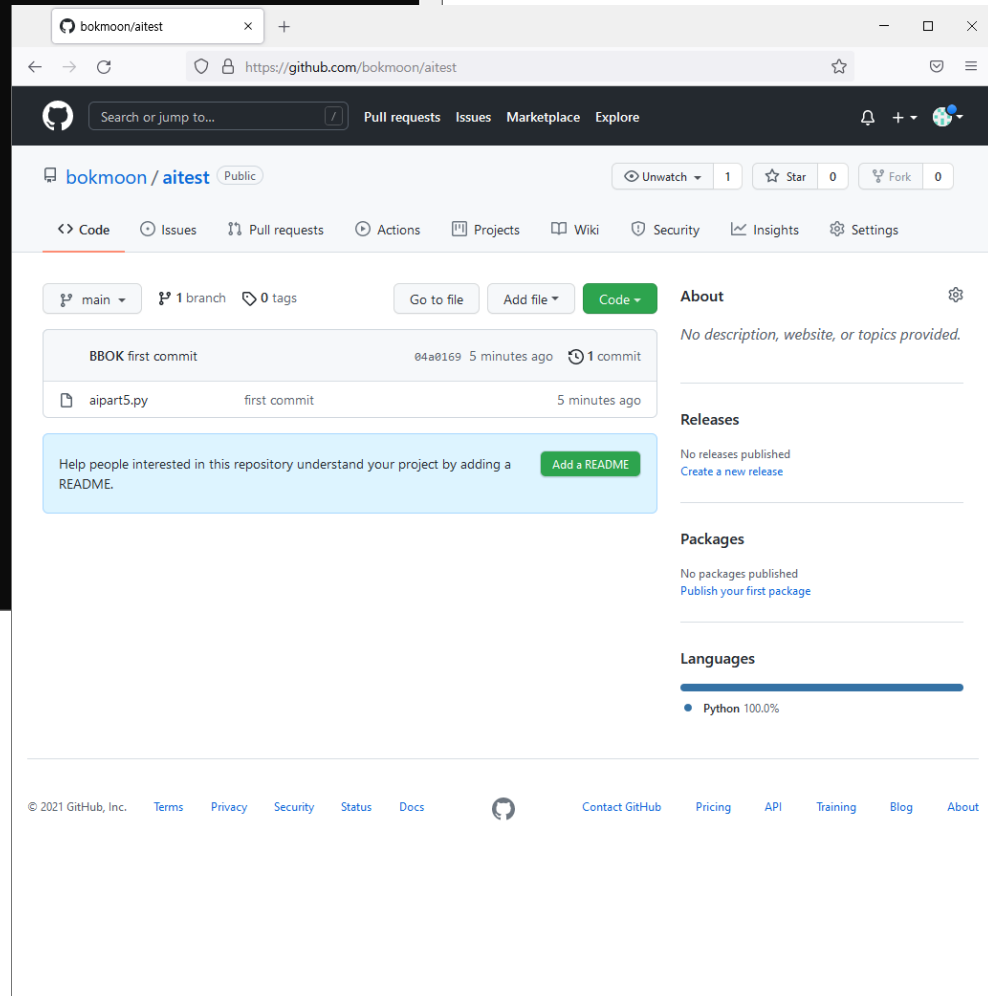 bokmoon/aitest
https://github.com/bokmoon/aitest
Search or jump to... / Pull requests Issues Marketplace Explore
bokmoon / aitest Public Unwatch 1 Star 0 Fork 0
Code Issues Pull requests Actions Projects Wiki Security Insights Settings
main 1 branch 0 tags Go to file Add file Code
BBOK first commit 04a0169 5 minutes ago 1 commit
aipart5.py first commit 5 minutes ago
Help people interested in this repository understand your project by adding a
README.
Add a README
About
No description, website, or topics provided.
Releases
No releases published
Create a new release
Packages
No packages published
Publish your first package
Languages
Python 100.0%
© 2021 GitHub, Inc. Terms Privacy Security Status Docs Contact GitHub Pricing API Training Blog About